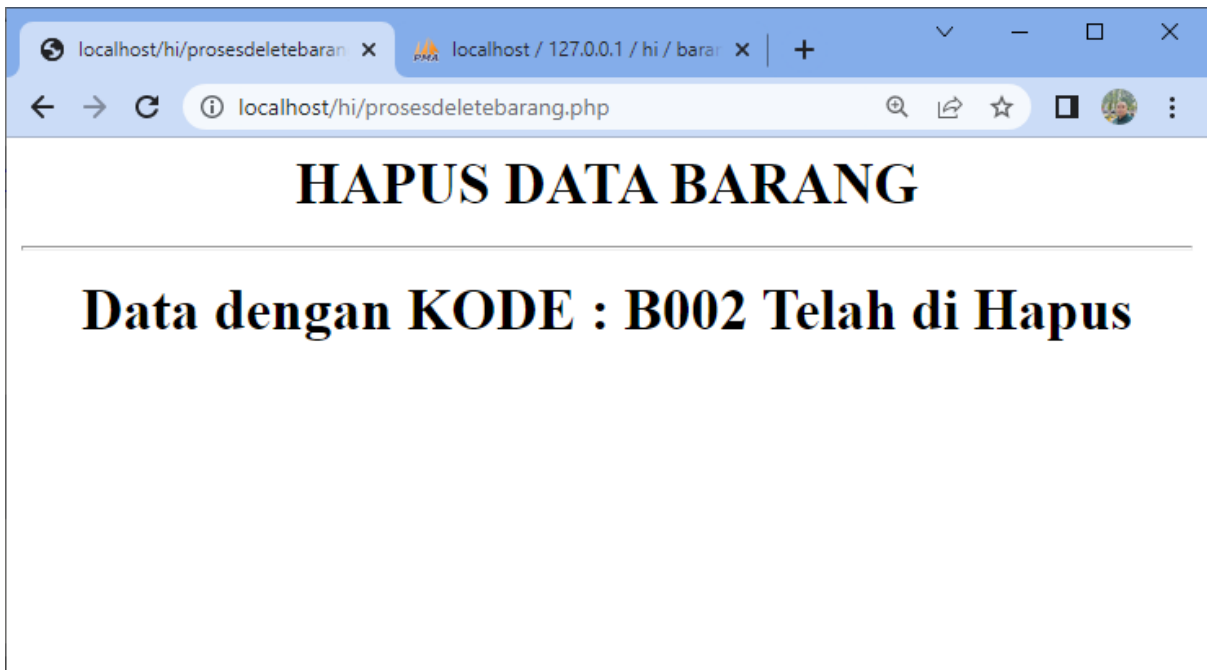 localhost/hi/prosesdeletebaran
localhost / 127.0.0.1 / hi / barar
localhost/hi/prosesdeletebarang.php
HAPUS DATA BARANG
Data dengan KODE : B002 Telah di Hapus